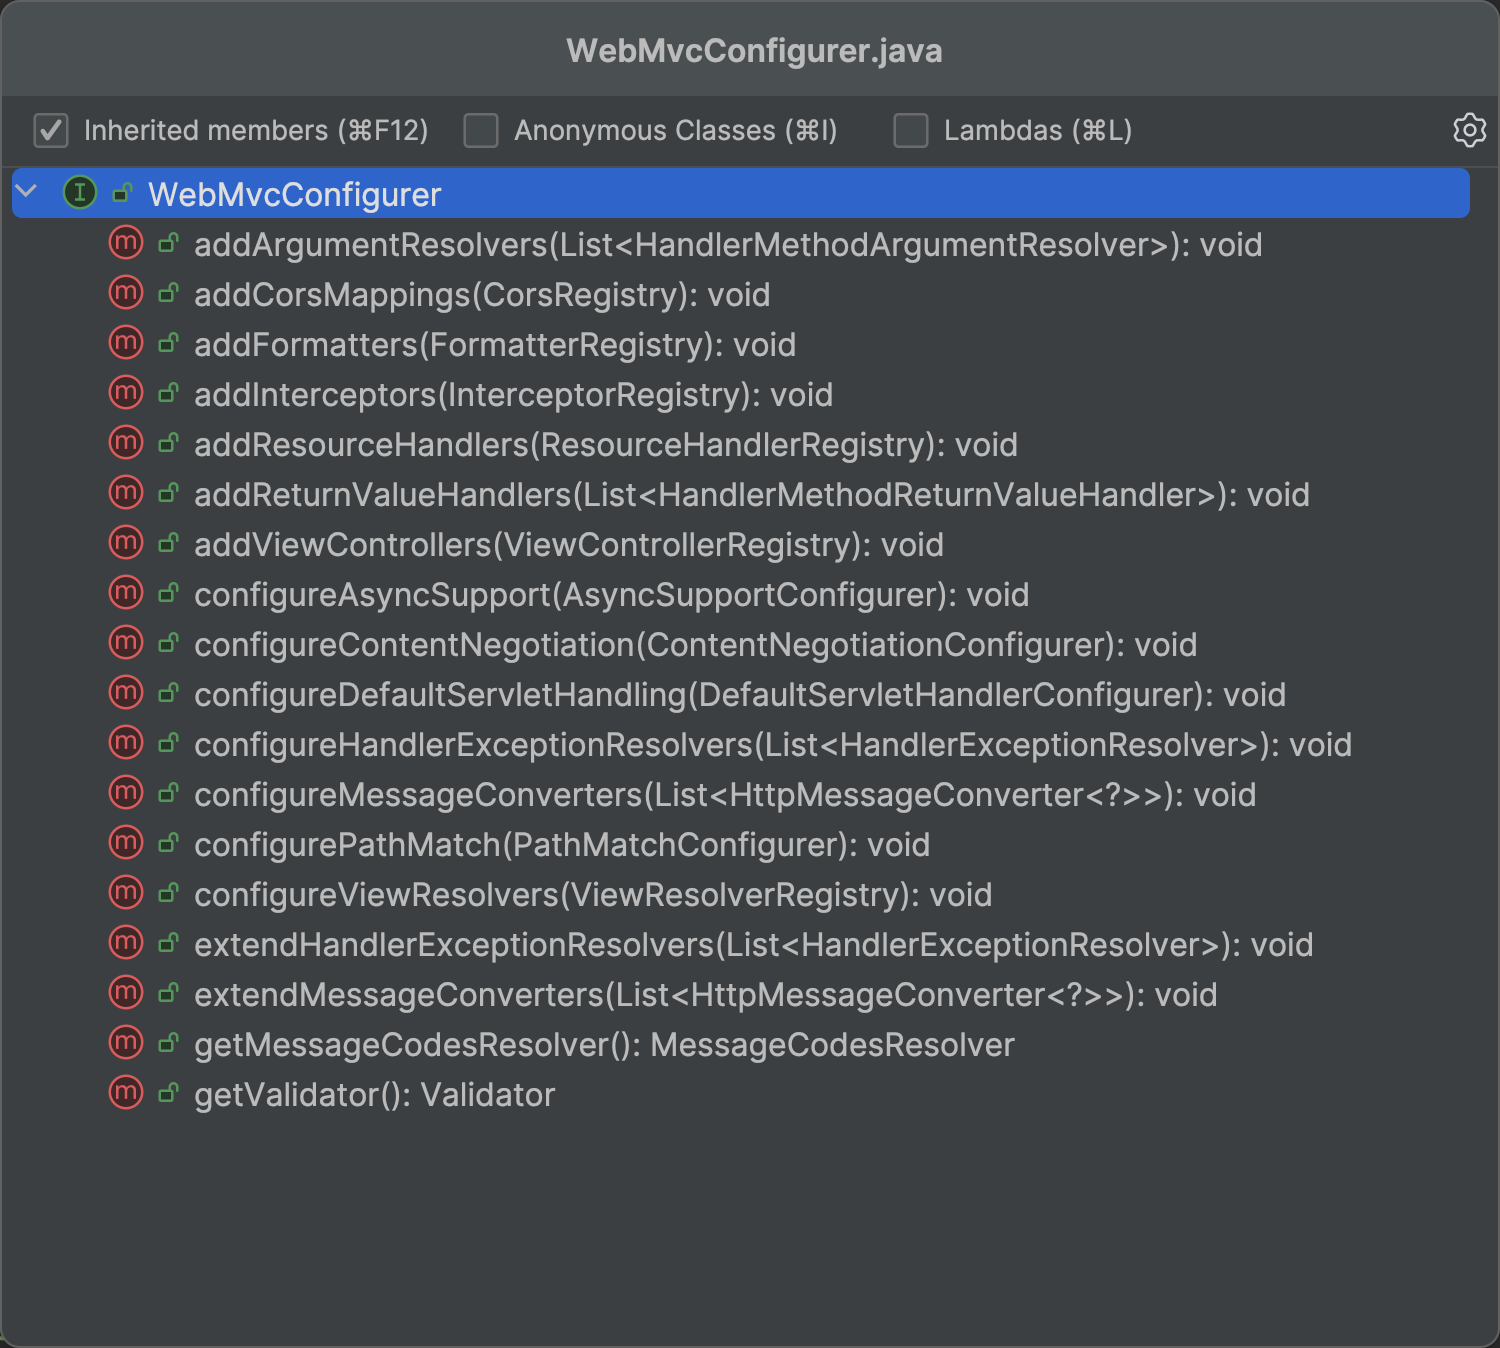 WebMvcConfigurer.java
Inherited members (⌘F12) Anonymous Classes (⌘I) Lambdas (⌘L)
I WebMvcConfigurer
m addArgumentResolvers(List<HandlerMethodArgumentResolver>): void
m addCorsMappings(CorsRegistry): void
m addFormatters(FormatterRegistry): void
m addInterceptors(InterceptorRegistry): void
m addResourceHandlers(ResourceHandlerRegistry): void
m addReturnValueHandlers(List<HandlerMethodReturnValueHandler>): void
m addViewControllers(ViewControllerRegistry): void
m configureAsyncSupport(AsyncSupportConfigurer): void
m configureContentNegotiation(ContentNegotiationConfigurer): void
m configureDefaultServletHandling(DefaultServletHandlerConfigurer): void
m configureHandlerExceptionResolvers(List<HandlerExceptionResolver>): void
m configureMessageConverters(List<HttpMessageConverter<?>>): void
m configurePathMatch(PathMatchConfigurer): void
m configureViewResolvers(ViewResolverRegistry): void
m extendHandlerExceptionResolvers(List<HandlerExceptionResolver>): void
m extendMessageConverters(List<HttpMessageConverter<?>>): void
m getMessageCodesResolver(): MessageCodesResolver
m getValidator(): Validator